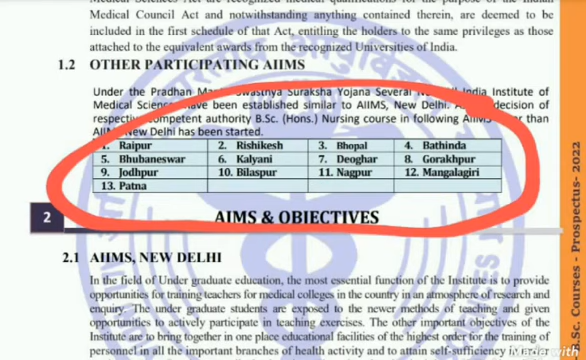 Medical Council Act and notwithstanding anything contained therein, are deemed to be
included in the first schedule of that Act, entitling the holders to the same privileges as those
attached to the equivalent awards from the recognized Universities of India.
1.2 OTHER PARTICIPATING AIIMS
Under the Pradhan Swasthya Suraksha Yojana Several India Institute of
Medical have been established similar to AIIMS, New Delhi. decision of
competent authority B.Sc. (Hons.) Nursing course in following than
New Delhi has been started.
1. Raipur 2. Rishikesh 3. Bhopal 4. Bathinda
5. Bhubaneswar 6. Kalyani 7. Deoghar 8. Gorakhpur
9. Jodhpur 10. Bilaspur 11. Nagpur 12. Mangalagiri
13. Patna
2 AIMS & OBJECTIVES
2.1 AIIMS, NEW DELHI
In the field of Under graduate education, the most essential function of the Institute is to provide
opportunities for training teachers for medical colleges in the country in an atmosphere of research and
enquiry. The under graduate students are exposed to the newer methods of teaching and given
opportunities to actively participate in teaching exercises. The other important objectives of the
Institute are to bring together in one place educational facilities of the highest order for the training of
personnel in all the important branches of health activity and to attain self-sufficiency in
B.Sc. Courses - Prospectus- 2022